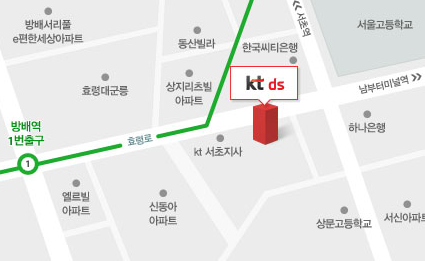 방배서리풀
e편한세상아파트
동산빌라
한국씨티은행
서초역
서울고등학교
효령대군릉
상지리츠빌
아파트
kt ds
남부터미널역
방배역
1번출구
1
효령로
kt 서초지사
하나은행
엘르빌
아파트
신동아
아파트
상문고등학교
서신아파트